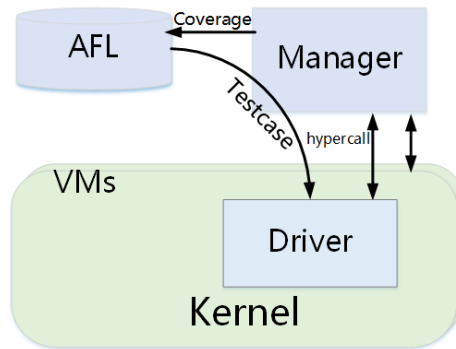 Coverage
AFL
Manager
Testcase
hypercall
VMs
Driver
Kernel